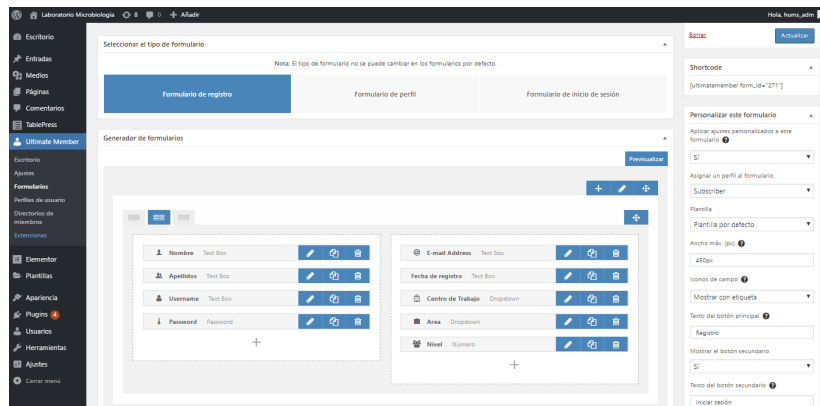 Laboratorio Microbiología 8 0 + Añadir
Hola, hums_adm
Escritorio
Entradas
Medios
Páginas
Comentarios
TablePress
Ultimate Member
Escritorio
Ajustes
Formularios
Perfiles de usuario
Directorios de
miembros
Extensiones
Elementor
Plantillas
Apariencia
Plugins 4
Usuarios
Herramientas
Ajustes
Cerrar menú
Seleccionar el tipo de formulario
Nota: El tipo de formulario no se puede cambiar en los formularios por defecto.
Formulario de registro
Formulario de perfil
Formulario de inicio de sesión
Generador de formularios
Previsualizar
Nombre Text Box
Apellidos Text Box
Username Text Box
Password Password
+
E-mail Address Text Box
Fecha de registro Text Box
Centro de Trabajo Dropdown
Area Dropdown
Nivel Número
+
Borrar
Actualizar
Shortcode
[ultimatemember form_id="271"]
Personalizar este formulario
Aplicar ajustes personalizados a este
formulario
Sí
Asignar un perfil al formulario
Subscriber
Plantilla
Plantilla por defecto
Ancho máx. (px)
450px
Iconos de campo
Mostrar con etiqueta
Texto del botón principal
Registro
Mostrar el botón secundario
Sí
Texto del botón secundario
Iniciar sesión